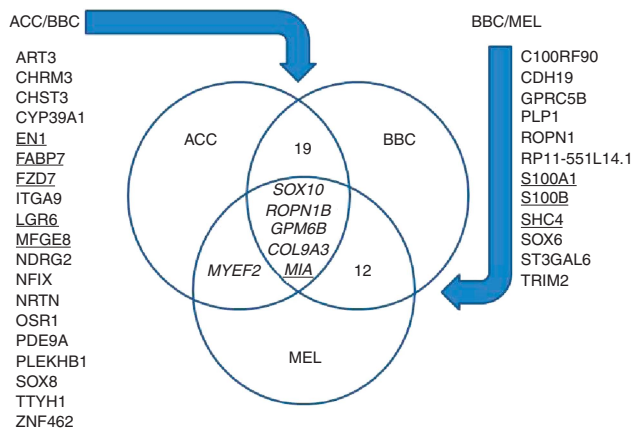 ACC/BBC
ART3
CHRM3
CHST3
CYP39A1
EN1
FABP7
FZD7
ITGA9
LGR6
MFGE8
NDRG2
NFIX
NRTN
OSR1
PDE9A
PLEKHB1
SOX8
TTYH1
ZNF462
ACC
19
BBC
SOX10
ROPN1B
GPM6B
COL9A3
MIA
MYEF2
12
MEL
BBC/MEL
C100RF90
CDH19
GPRC5B
PLP1
ROPN1
RP11-551L14.1
S100A1
S100B
SHC4
SOX6
ST3GAL6
TRIM2